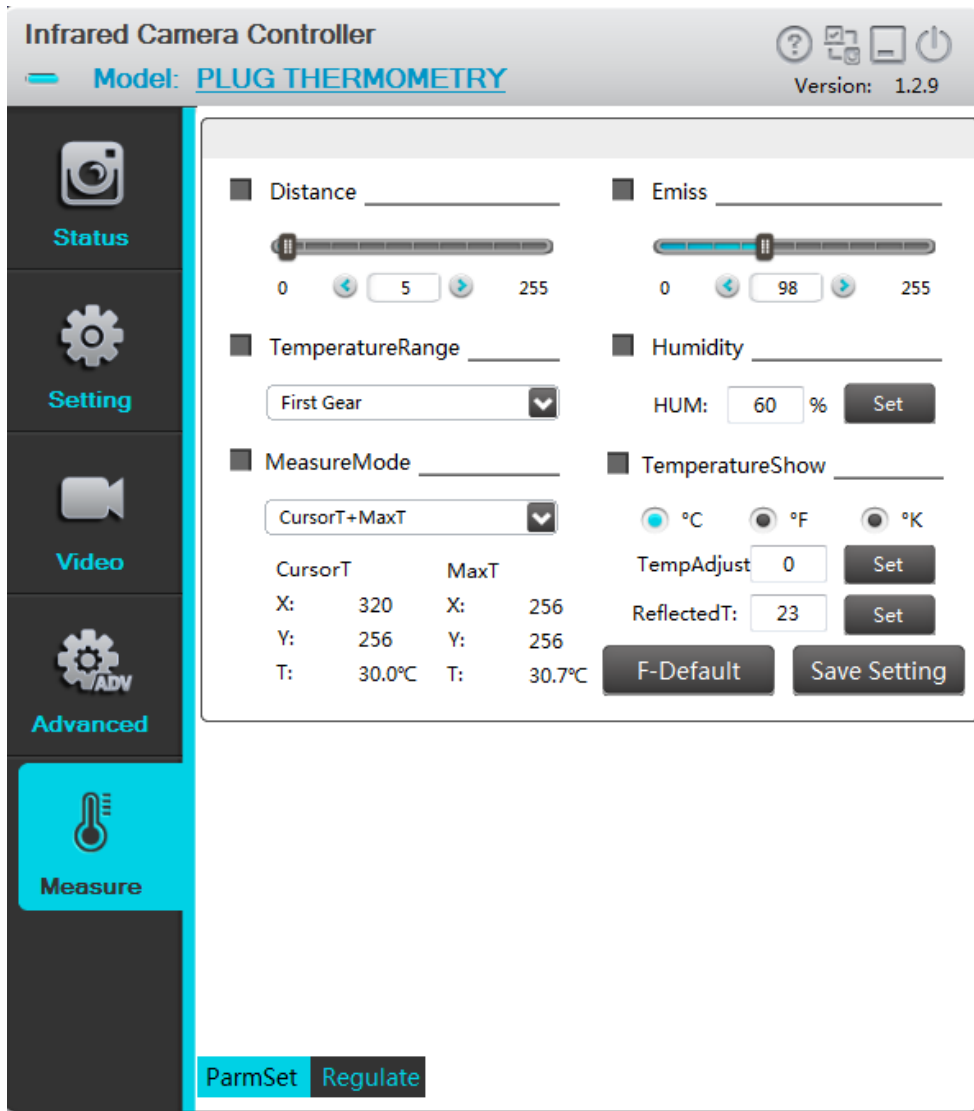 Infrared Camera Controller
Model: PLUG THERMOMETRY
Version: 1.2.9
Status
Setting
Video
ADV
Advanced
Measure
Distance
0 5 255
Emiss
0 98 255
TemperatureRange
First Gear
Humidity
HUM: 60 % Set
MeasureMode
CursorT+MaxT
CursorT MaxT
X: 320 X: 256
Y: 256 Y: 256
T: 30.0℃ T: 30.7℃
TemperatureShow
°C °F °K
TempAdjust 0 Set
ReflectedT: 23 Set
F-Default Save Setting
ParmSet Regulate